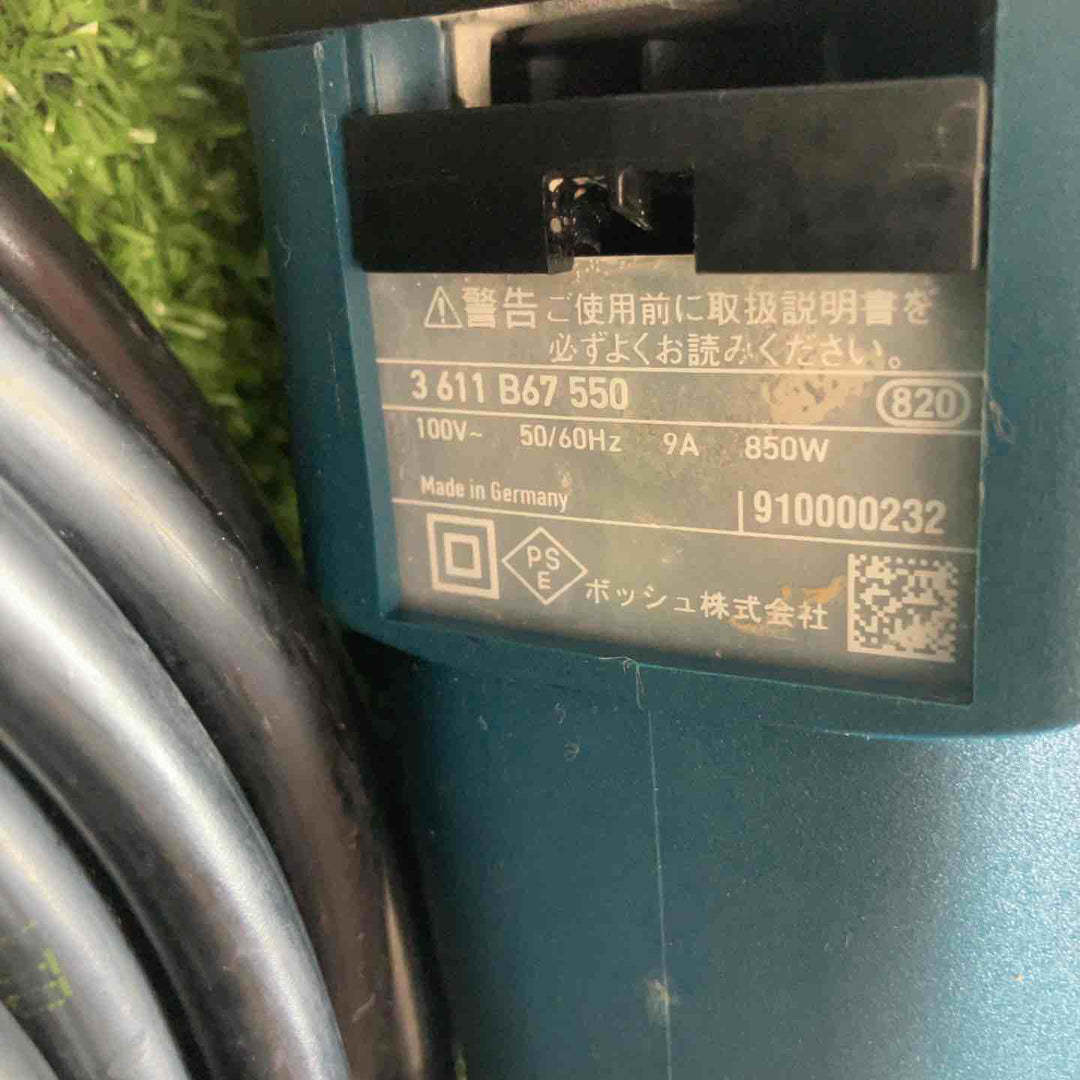 ⚠警告 ご使用前に取扱説明書を
必ずよくお読みください。
3 611 B67 550 820
100V~ 50/60Hz 9A 850W
Made in Germany 910000232
PS
E
ボッシュ株式会社